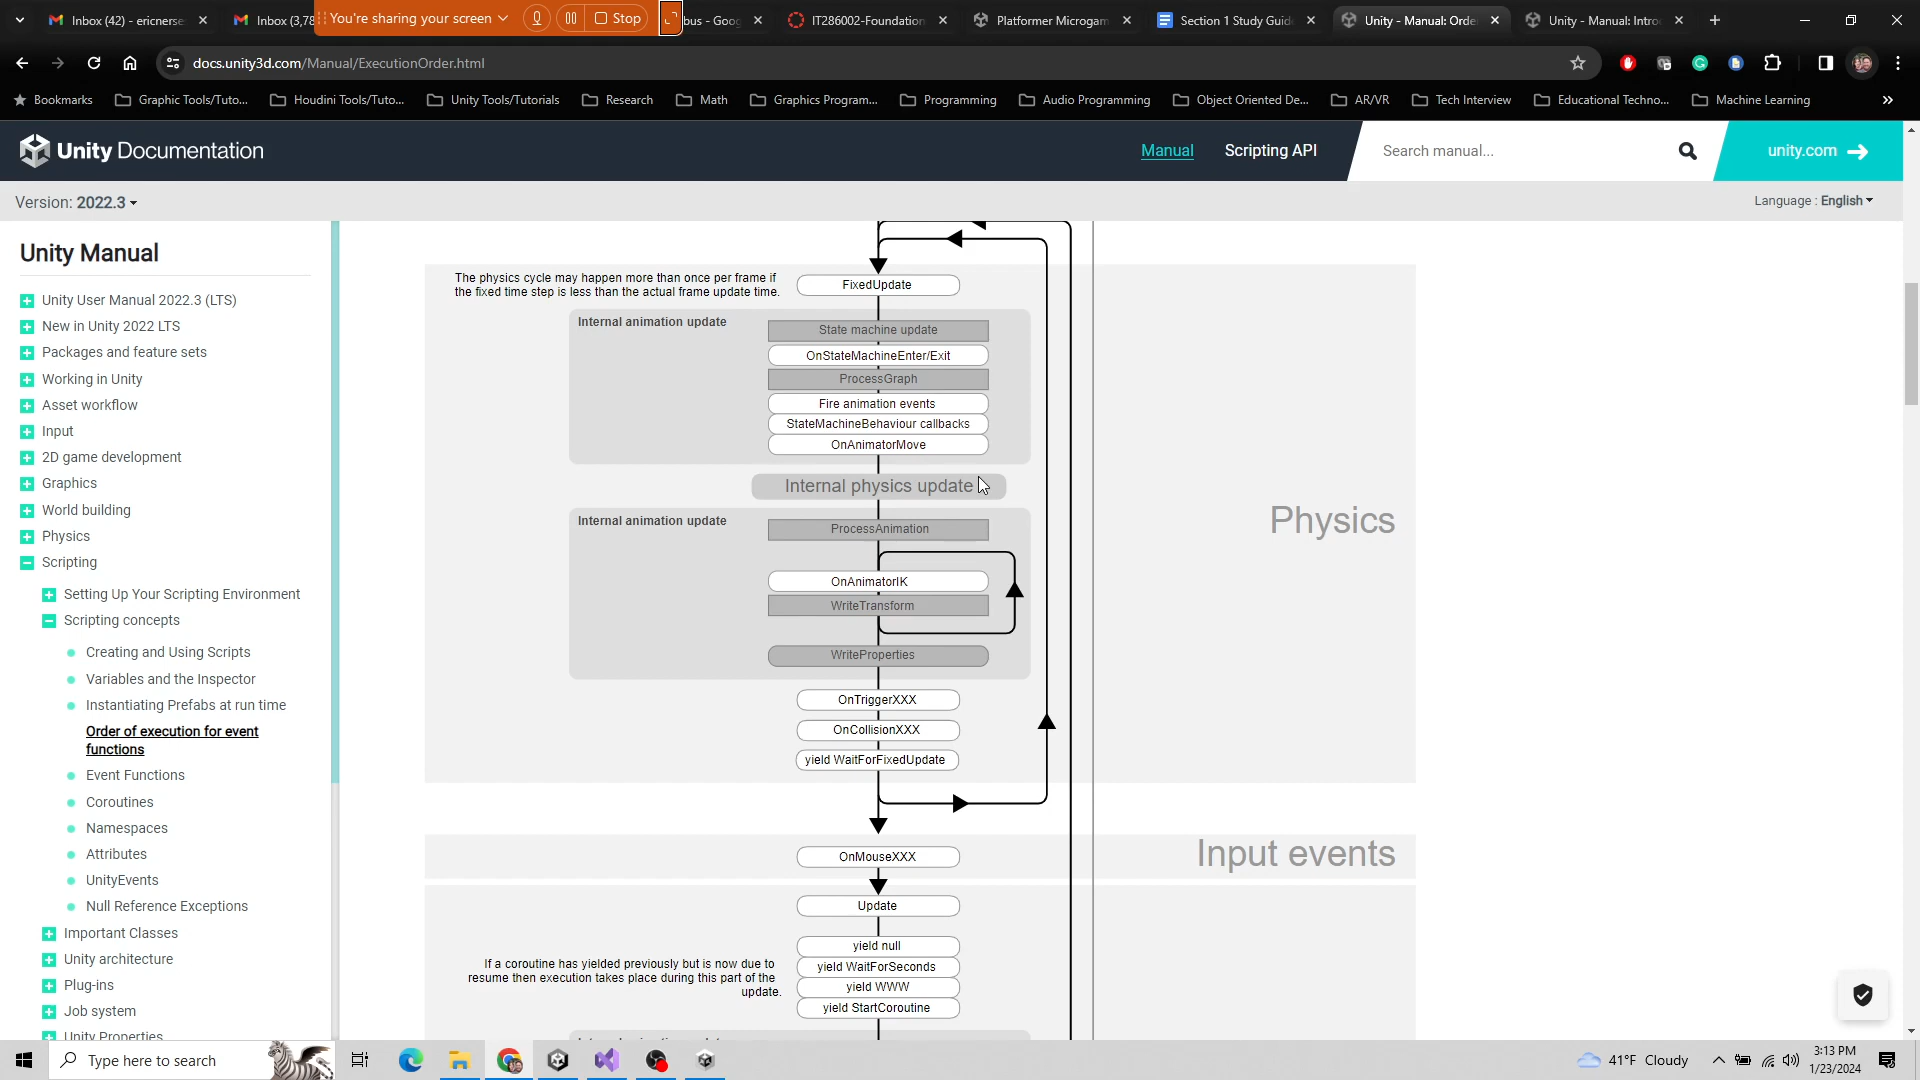 Inbox (42) - ericnerse
Inbox (3,78
You're sharing your screen
Stop
bus - Goog
IT286002-Foundation
Platformer Microgam
Section 1 Study Guid
Unity - Manual: Orde
Unity - Manual: Intro
docs.unity3d.com/Manual/ExecutionOrder.html
Bookmarks
Graphic Tools/Tuto...
Houdini Tools/Tuto...
Unity Tools/Tutorials
Research
Math
Graphics Program...
Programming
Audio Programming
Object Oriented De...
AR/VR
Tech Interview
Educational Techno...
Machine Learning
»
Unity Documentation
Manual
Scripting API
Search manual...
unity.com
Version: 2022.3
Language : English
Unity Manual
Unity User Manual 2022.3 (LTS)
New in Unity 2022 LTS
Packages and feature sets
Working in Unity
Asset workflow
Input
2D game development
Graphics
World building
Physics
Scripting
Setting Up Your Scripting Environment
Scripting concepts
Creating and Using Scripts
Variables and the Inspector
Instantiating Prefabs at run time
Order of execution for event
functions
Event Functions
Coroutines
Namespaces
Attributes
UnityEvents
Null Reference Exceptions
Important Classes
Unity architecture
Plug-ins
Job system
Unity Properties
The physics cycle may happen more than once per frame if
the fixed time step is less than the actual frame update time.
FixedUpdate
Internal animation update
State machine update
OnStateMachineEnter/Exit
ProcessGraph
Fire animation events
StateMachineBehaviour callbacks
OnAnimatorMove
Internal physics update
Internal animation update
ProcessAnimation
OnAnimatorIK
WriteTransform
WriteProperties
OnTriggerXXX
OnCollisionXXX
yield WaitForFixedUpdate
Physics
OnMouseXXX
Input events
Update
If a coroutine has yielded previously but is now due to
resume then execution takes place during this part of the
update.
yield null
yield WaitForSeconds
yield WWW
yield StartCoroutine
Type here to search
41°F Cloudy
3:13 PM
1/23/2024